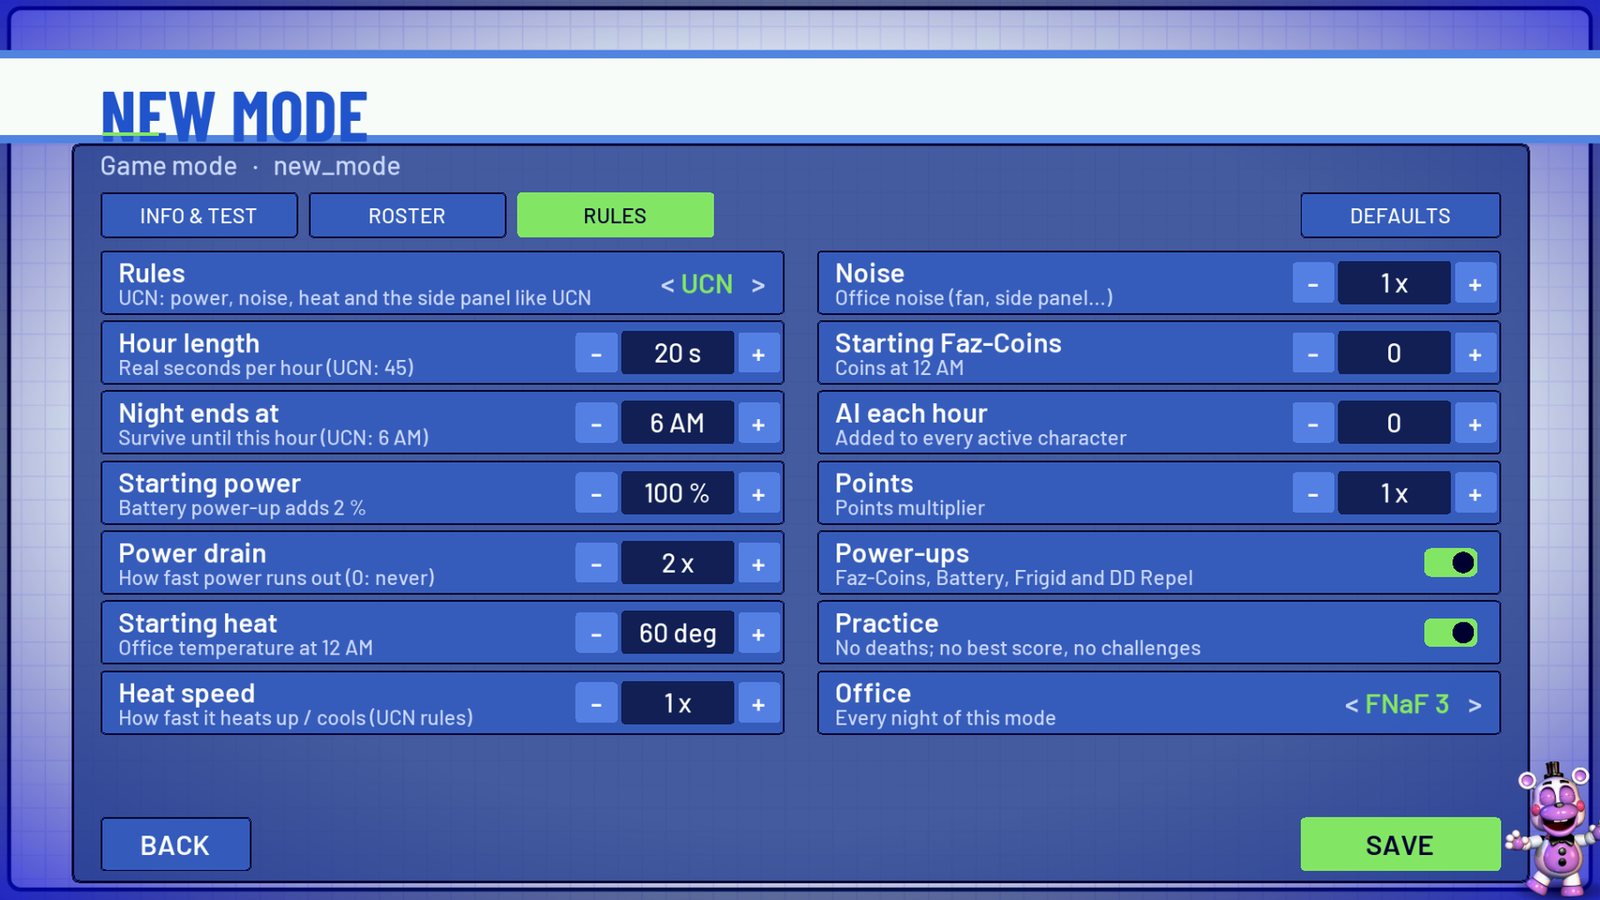 NEW MODE
Game mode · new_mode
INFO & TEST
ROSTER
RULES
DEFAULTS
Rules
UCN: power, noise, heat and the side panel like UCN
< UCN >
Hour length
Real seconds per hour (UCN: 45)
- 20 s +
Night ends at
Survive until this hour (UCN: 6 AM)
- 6 AM +
Starting power
Battery power-up adds 2 %
- 100 % +
Power drain
How fast power runs out (0: never)
- 2 x +
Starting heat
Office temperature at 12 AM
- 60 deg +
Heat speed
How fast it heats up / cools (UCN rules)
- 1 x +
Noise
Office noise (fan, side panel...)
- 1 x +
Starting Faz-Coins
Coins at 12 AM
- 0 +
AI each hour
Added to every active character
- 0 +
Points
Points multiplier
- 1 x +
Power-ups
Faz-Coins, Battery, Frigid and DD Repel
Practice
No deaths; no best score, no challenges
Office
Every night of this mode
< FNaF 3 >
BACK
SAVE